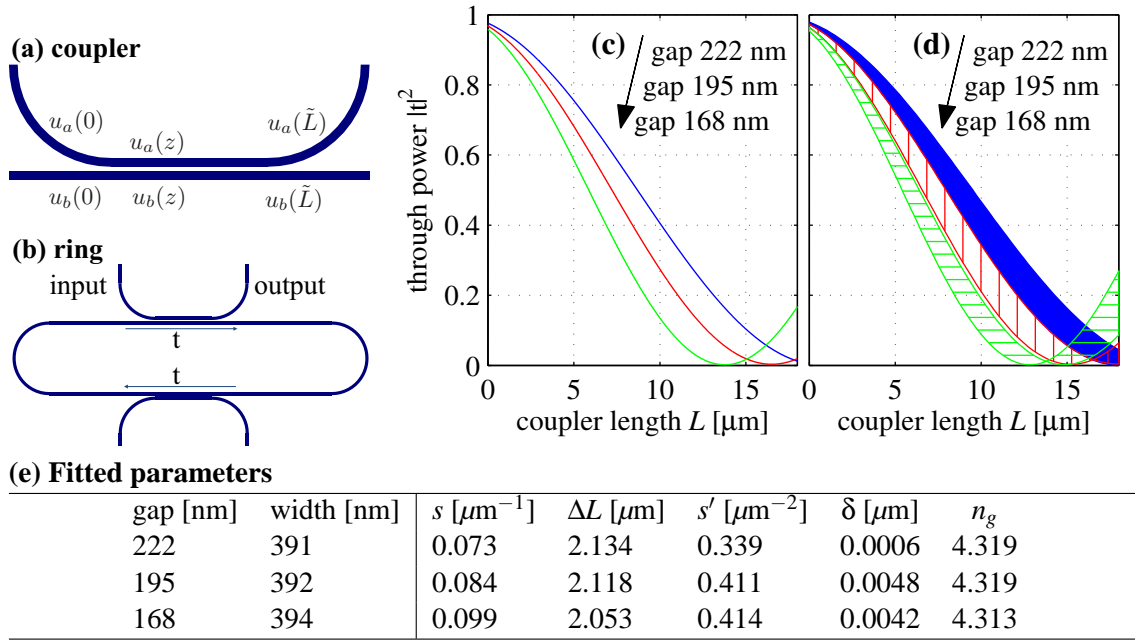 (a) coupler
u_a(0)
u_a(z)
u_a(L̃)
u_b(0)
u_b(z)
u_b(L̃)
(b) ring
input
output
t
t
through power |t|²
1
0.8
0.6
0.4
0.2
0
(c)
gap 222 nm
gap 195 nm
gap 168 nm
0 5 10 15
coupler length L [μm]
(d)
gap 222 nm
gap 195 nm
gap 168 nm
0 5 10 15
coupler length L [μm]
(e) Fitted parameters
gap [nm] width [nm] s [μm⁻¹] ΔL [μm] s′ [μm⁻²] δ [μm] n_g
222 391 0.073 2.134 0.339 0.0006 4.319
195 392 0.084 2.118 0.411 0.0048 4.319
168 394 0.099 2.053 0.414 0.0042 4.313